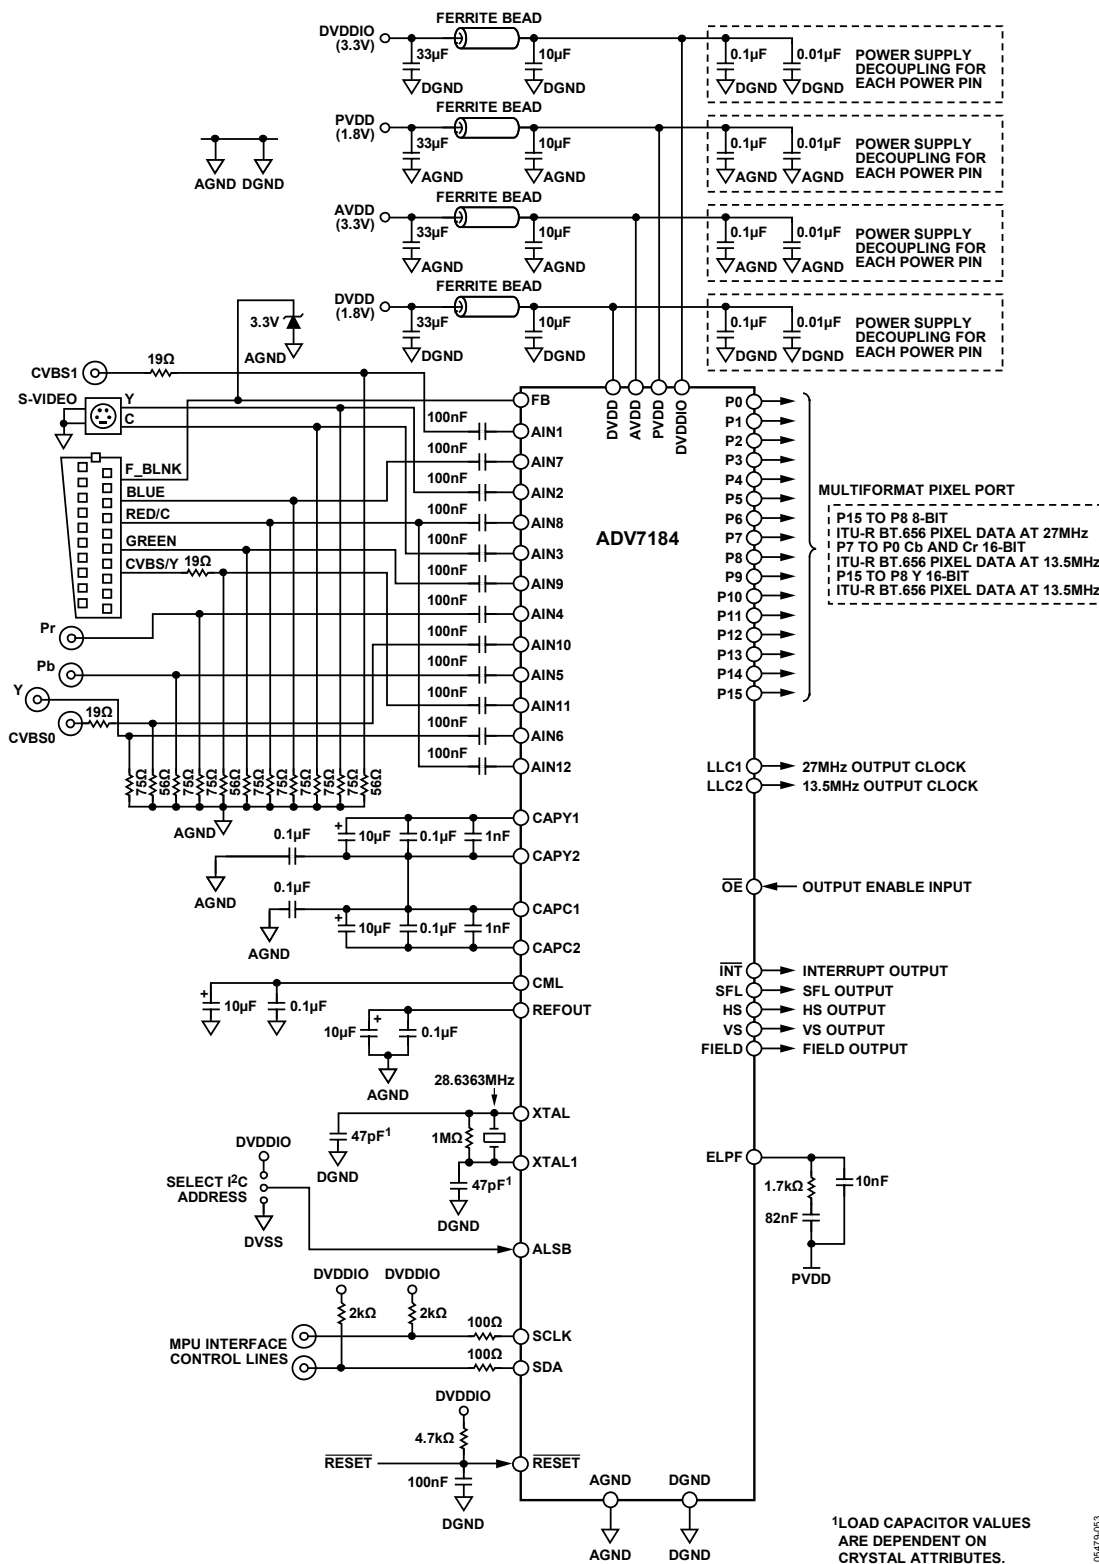 FERRITE BEAD
DVDDIO
(3.3V)
33µF
10µF
0.1µF
0.01µF
DGND
DGND
DGND
DGND
POWER SUPPLY
DECOUPLING FOR
EACH POWER PIN
FERRITE BEAD
PVDD
(1.8V)
33µF
10µF
0.1µF
0.01µF
AGND
AGND
AGND
AGND
POWER SUPPLY
DECOUPLING FOR
EACH POWER PIN
AGND DGND
FERRITE BEAD
AVDD
(3.3V)
33µF
10µF
0.1µF
0.01µF
AGND
AGND
AGND
AGND
POWER SUPPLY
DECOUPLING FOR
EACH POWER PIN
FERRITE BEAD
DVDD
(1.8V)
33µF
10µF
0.1µF
0.01µF
DGND
DGND
DGND
DGND
POWER SUPPLY
DECOUPLING FOR
EACH POWER PIN
3.3V
AGND
CVBS1
19Ω
S-VIDEO
Y
C
F_BLNK
BLUE
RED/C
GREEN
CVBS/Y
19Ω
Pr
Pb
Y
CVBS0
19Ω
75Ω
56Ω
75Ω
75Ω
56Ω
75Ω
75Ω
75Ω
75Ω
75Ω
56Ω
AGND
FB
100nF
AIN1
100nF
AIN7
100nF
AIN2
100nF
AIN8
100nF
AIN3
100nF
AIN9
100nF
AIN4
100nF
AIN10
100nF
AIN5
100nF
AIN11
100nF
AIN6
100nF
AIN12
DVDD
AVDD
PVDD
DVDDIO
ADV7184
P0
P1
P2
P3
P4
P5
P6
P7
P8
P9
P10
P11
P12
P13
P14
P15
MULTIFORMAT PIXEL PORT
P15 TO P8 8-BIT
ITU-R BT.656 PIXEL DATA AT 27MHz
P7 TO P0 Cb AND Cr 16-BIT
ITU-R BT.656 PIXEL DATA AT 13.5MHz
P15 TO P8 Y 16-BIT
ITU-R BT.656 PIXEL DATA AT 13.5MHz
LLC1
27MHz OUTPUT CLOCK
LLC2
13.5MHz OUTPUT CLOCK
CAPY1
0.1µF
+
10µF
0.1µF
1nF
CAPY2
AGND
OE
OUTPUT ENABLE INPUT
0.1µF
CAPC1
+
10µF
0.1µF
1nF
AGND
CAPC2
INT
INTERRUPT OUTPUT
SFL
SFL OUTPUT
HS
HS OUTPUT
VS
VS OUTPUT
FIELD
FIELD OUTPUT
CML
+
10µF
0.1µF
REFOUT
10µF
+
0.1µF
AGND
28.6363MHz
XTAL
47pF1
1MΩ
DGND
XTAL1
47pF1
DGND
DVDDIO
SELECT I2C
ADDRESS
DVSS
ALSB
ELPF
1.7kΩ
10nF
82nF
PVDD
DVDDIO
DVDDIO
2kΩ
2kΩ
MPU INTERFACE
CONTROL LINES
100Ω
SCLK
100Ω
SDA
DVDDIO
4.7kΩ
RESET
RESET
100nF
DGND
AGND
DGND
AGND
DGND
1LOAD CAPACITOR VALUES
ARE DEPENDENT ON
CRYSTAL ATTRIBUTES.
05479-053